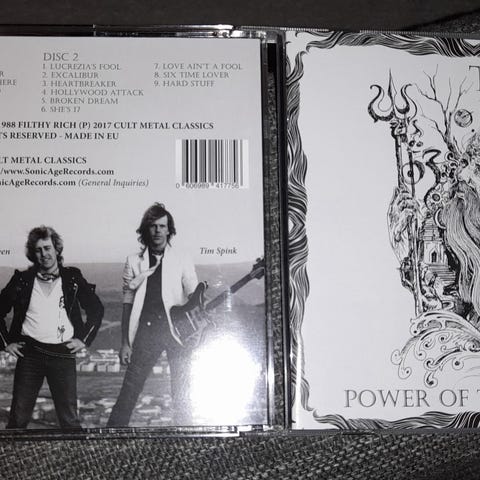 DISC 2
1. LUCREZIA'S FOOL
2. EXCALIBUR
3. HEARTBREAKER
4. HOLLYWOOD ATTACK
5. BROKEN DREAM
6. SHE'S 17
7. LOVE AIN'T A FOOL
8. SIX TIME LOVER
9. HARD STUFF
988 FILTHY RICH (P) 2017 CULT METAL CLASSICS
TS RESERVED - MADE IN EU
LT METAL CLASSICS
/www.SonicAgeRecords.com
nicAgeRecords.com (General Inquiries)
0 606989 417756
Tim Spink
POWER OF T